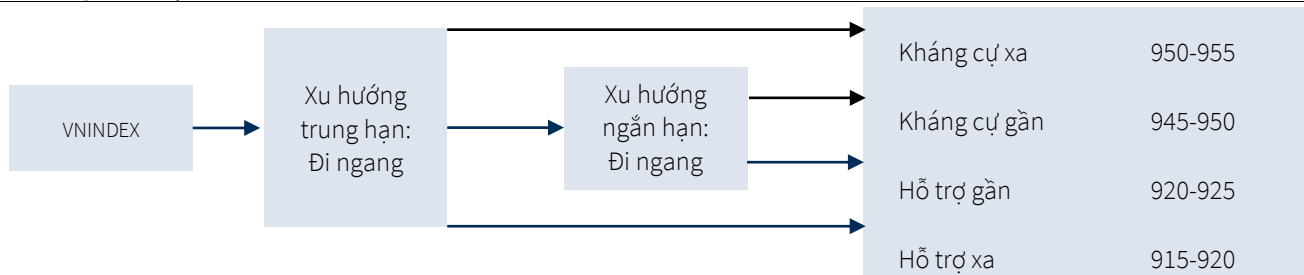 VNINDEX
Xu hướng
trung hạn:
Đi ngang
Xu hướng
ngắn hạn:
Đi ngang
Kháng cự xa 950-955
Kháng cự gần 945-950
Hỗ trợ gần 920-925
Hỗ trợ xa 915-920